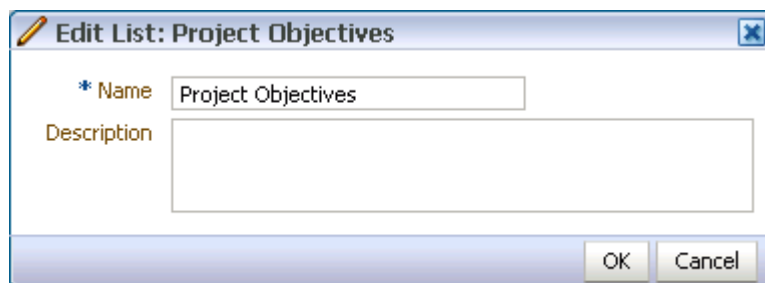 Edit List: Project Objectives
* Name Project Objectives
Description
OK Cancel